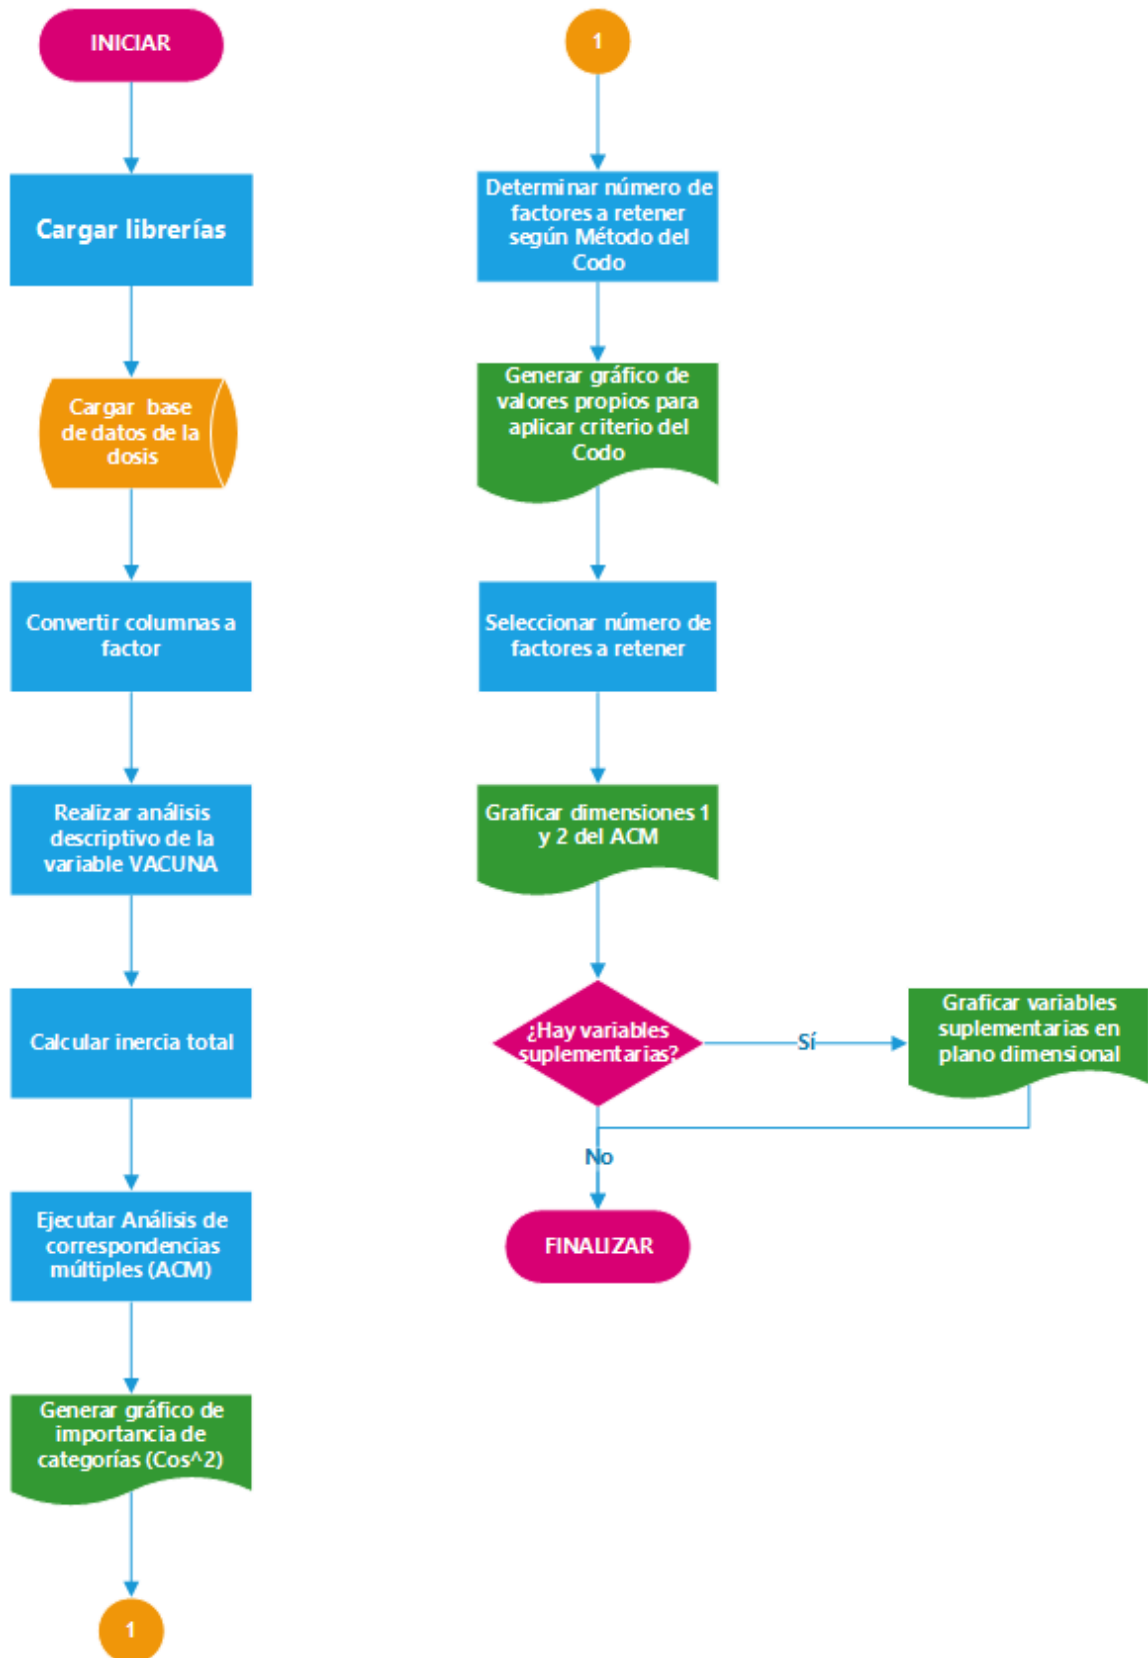 INICIAR
Cargar librerías
Cargar base
de datos de la
dosis
Convertir columnas a
factor
Realizar análisis
descriptivo de la
variable VACUNA
Calcular inercia total
Ejecutar Análisis de
correspondencias
múltiples (ACM)
Generar gráfico de
importancia de
categorías (Cos^2)
1
1
Determinar número de
factores a retener
según Método del
Codo
Generar gráfico de
valores propios para
aplicar criterio del
Codo
Seleccionar número de
factores a retener
Graficar dimensiones 1
y 2 del ACM
¿Hay variables
suplementarias?
Sí
Graficar variables
suplementarias en
plano dimensional
No
FINALIZAR